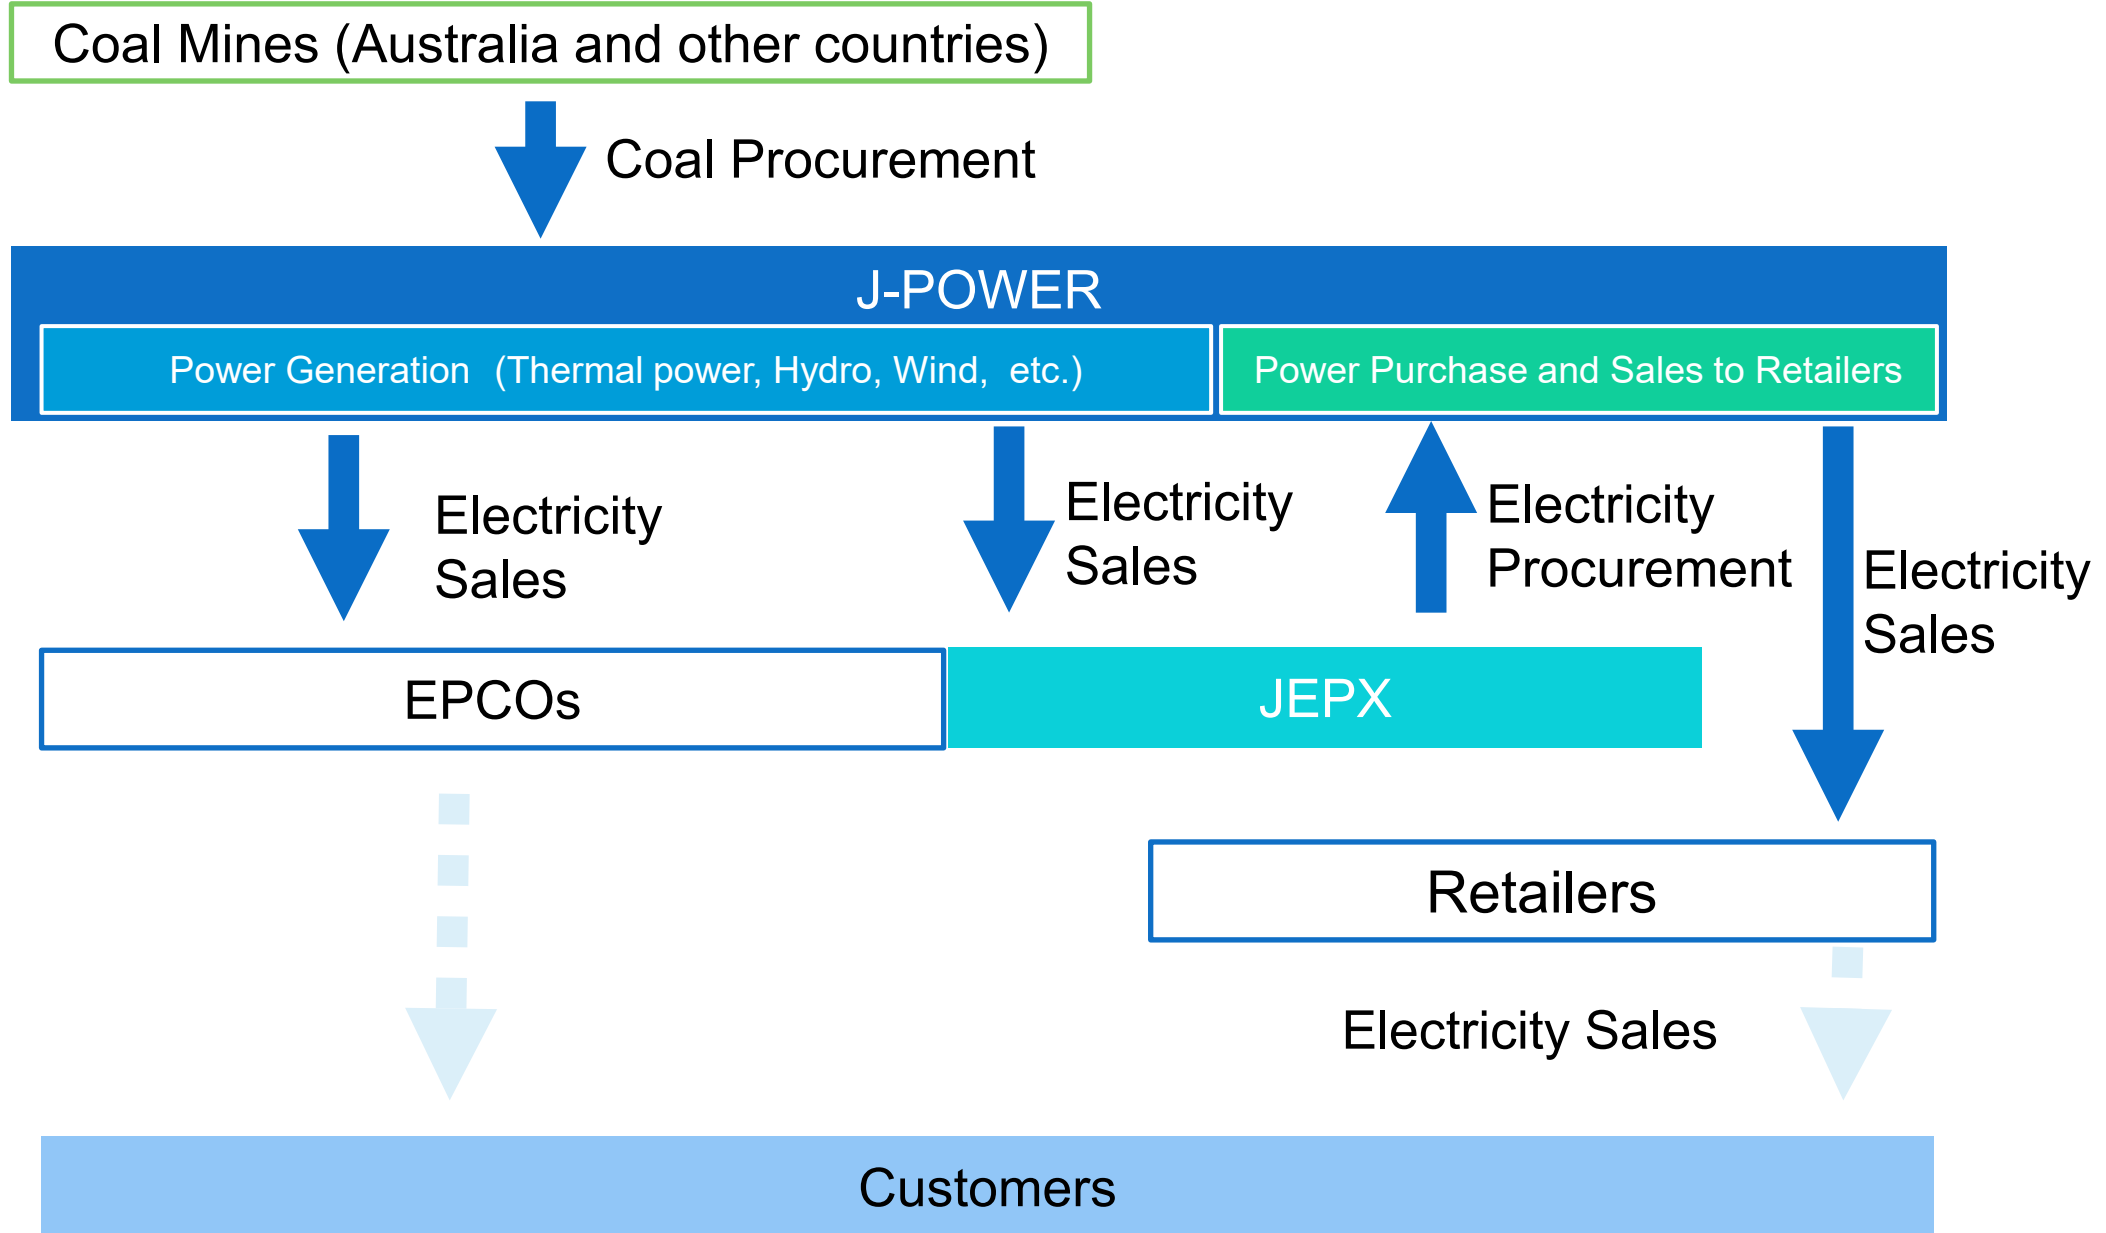 Coal Mines (Australia and other countries)
Coal Procurement
J-POWER
Power Generation (Thermal power, Hydro, Wind, etc.)
Power Purchase and Sales to Retailers
Electricity
Sales
Electricity
Sales
Electricity
Procurement
Electricity
Sales
EPCOs
JEPX
Retailers
Electricity Sales
Customers